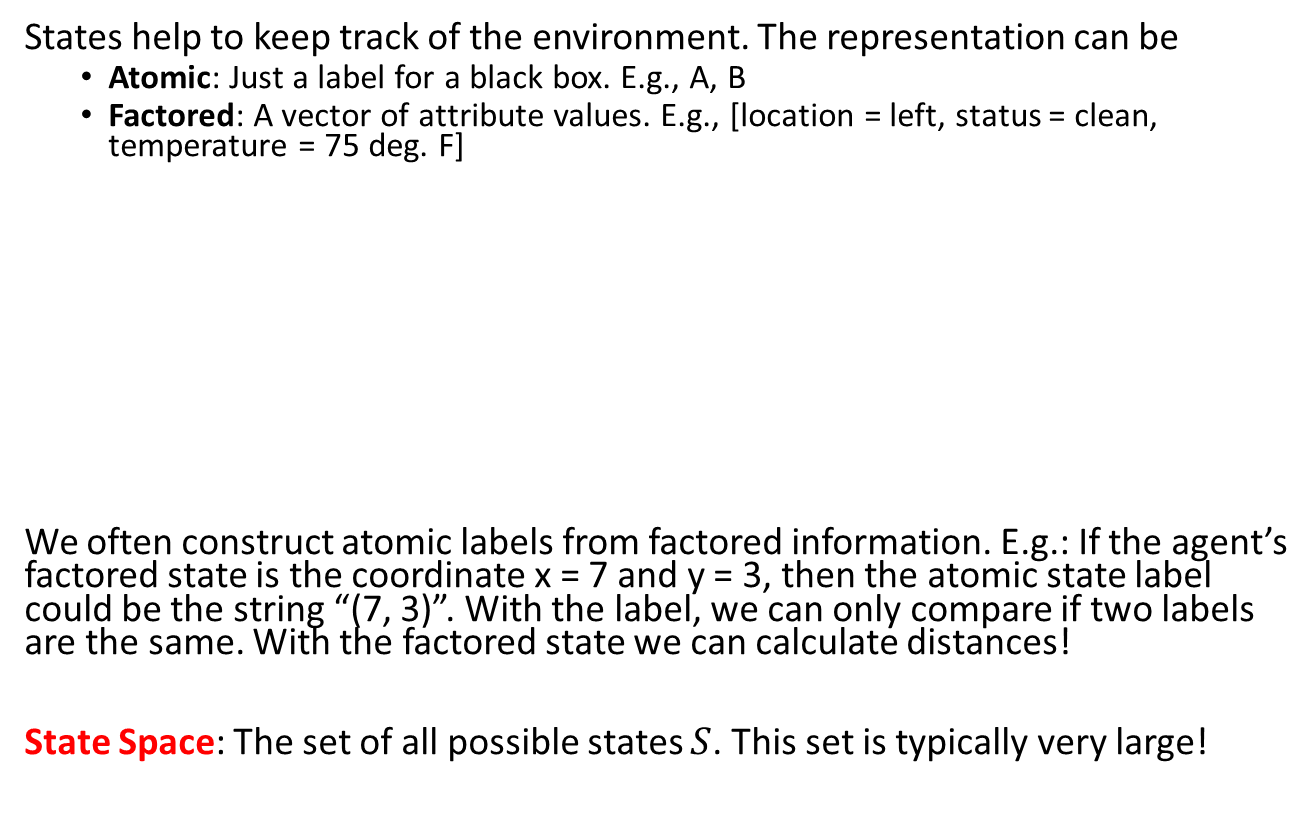 States help to keep track of the environment. The representation can be
• Atomic: Just a label for a black box. E.g., A, B
• Factored: A vector of attribute values. E.g., [location = left, status = clean,
temperature = 75 deg. F]
We often construct atomic labels from factored information. E.g.: If the agent’s
factored state is the coordinate x = 7 and y = 3, then the atomic state label
could be the string “(7, 3)”. With the label, we can only compare if two labels
are the same. With the factored state we can calculate distances!
State Space: The set of all possible states S. This set is typically very large!